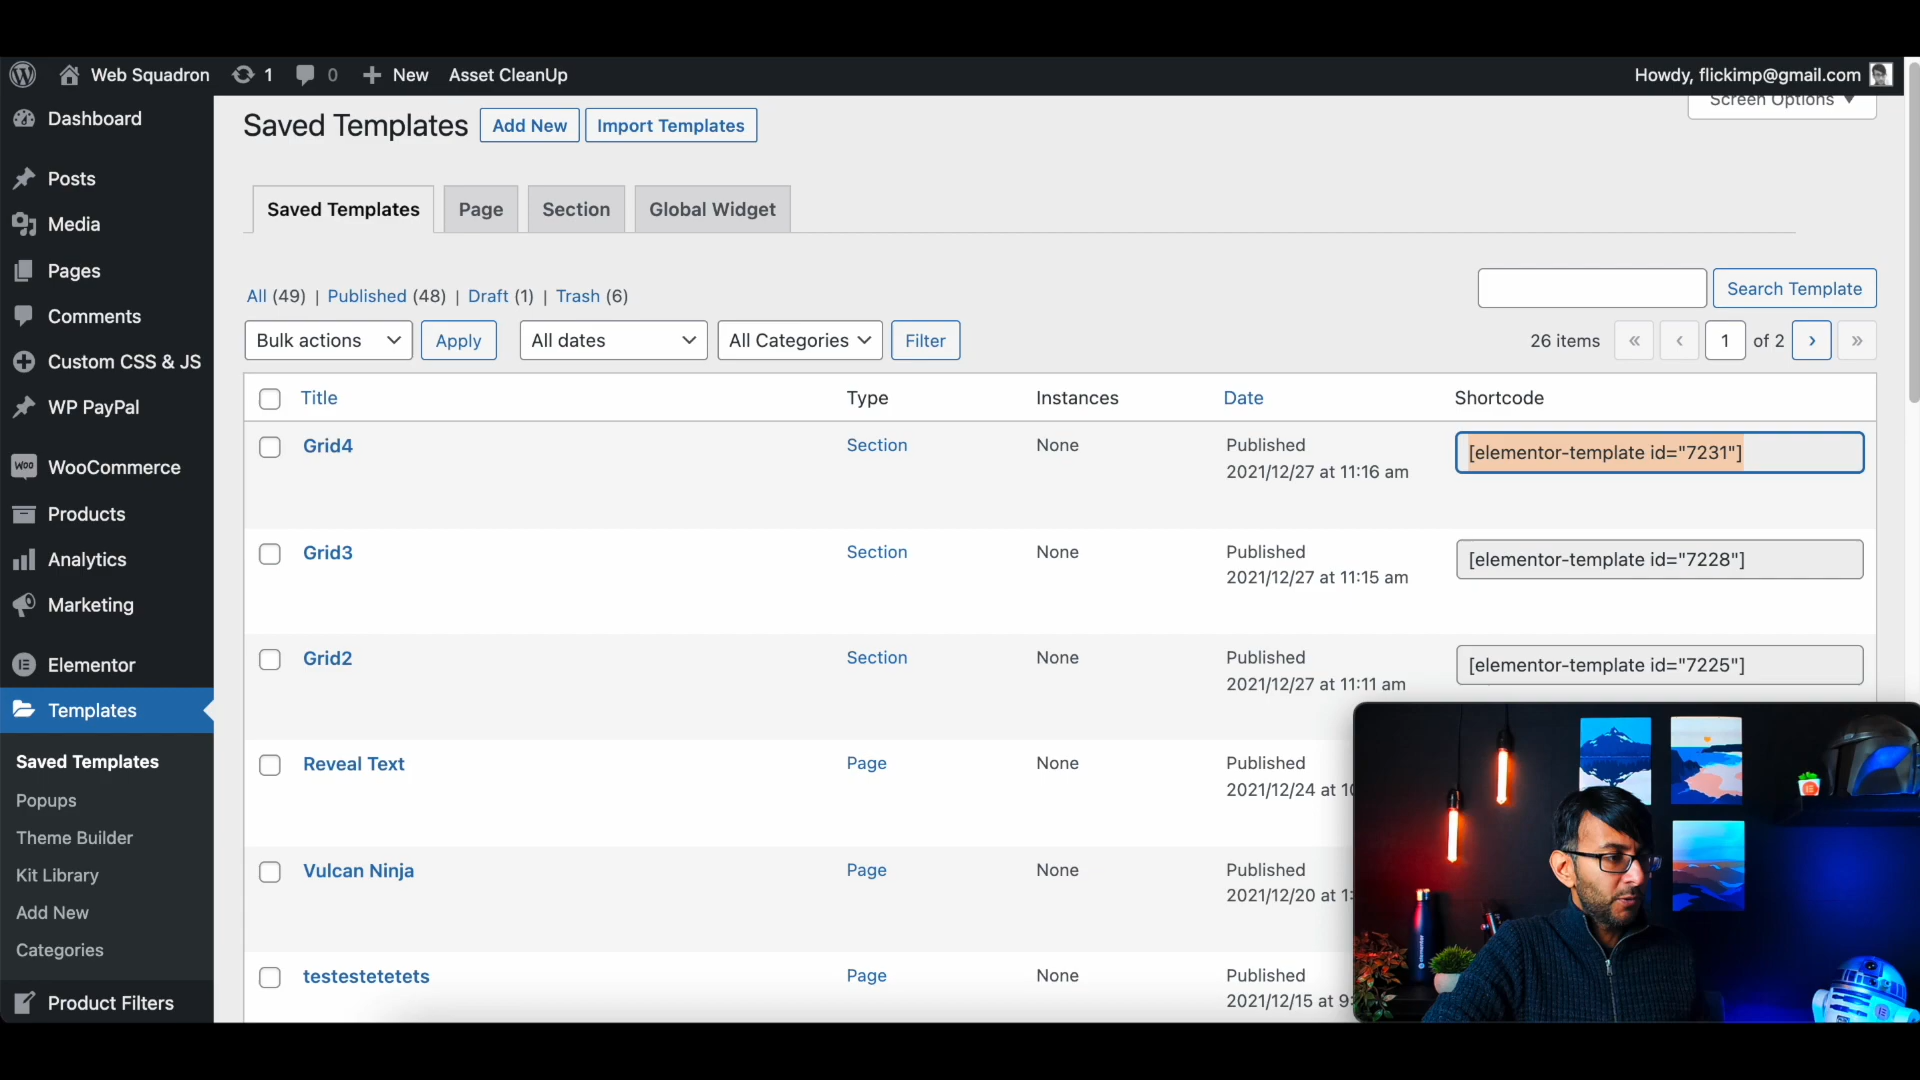 Web Squadron 1 0 New Asset CleanUp Howdy, flickimp@gmail.com
Screen Options
Dashboard
Posts
Media
Pages
Comments
Custom CSS & JS
WP PayPal
WooCommerce
Products
Analytics
Marketing
Elementor
Templates
Saved Templates
Popups
Theme Builder
Kit Library
Add New
Categories
Product Filters
Saved Templates Add New Import Templates
Saved Templates Page Section Global Widget
All (49) | Published (48) | Draft (1) | Trash (6)
Search Template
Bulk actions Apply All dates All Categories Filter 26 items « ‹ 1 of 2 › »
Title Type Instances Date Shortcode
Grid4 Section None Published [elementor-template id="7231"]
2021/12/27 at 11:16 am
Grid3 Section None Published [elementor-template id="7228"]
2021/12/27 at 11:15 am
Grid2 Section None Published [elementor-template id="7225"]
2021/12/27 at 11:11 am
Reveal Text Page None Published
2021/12/24 at
Vulcan Ninja Page None Published
2021/12/20 at
testestetetets Page None Published
2021/12/15 at